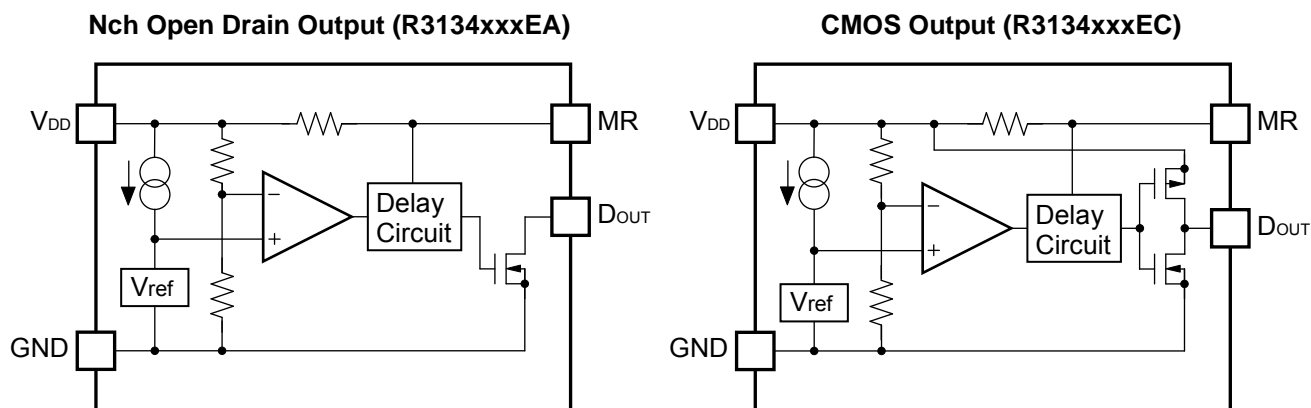 Nch Open Drain Output (R3134xxxEA)
VDD
MR
−
+
Delay
Circuit
DOUT
Vref
GND
CMOS Output (R3134xxxEC)
VDD
MR
−
+
Delay
Circuit
DOUT
Vref
GND